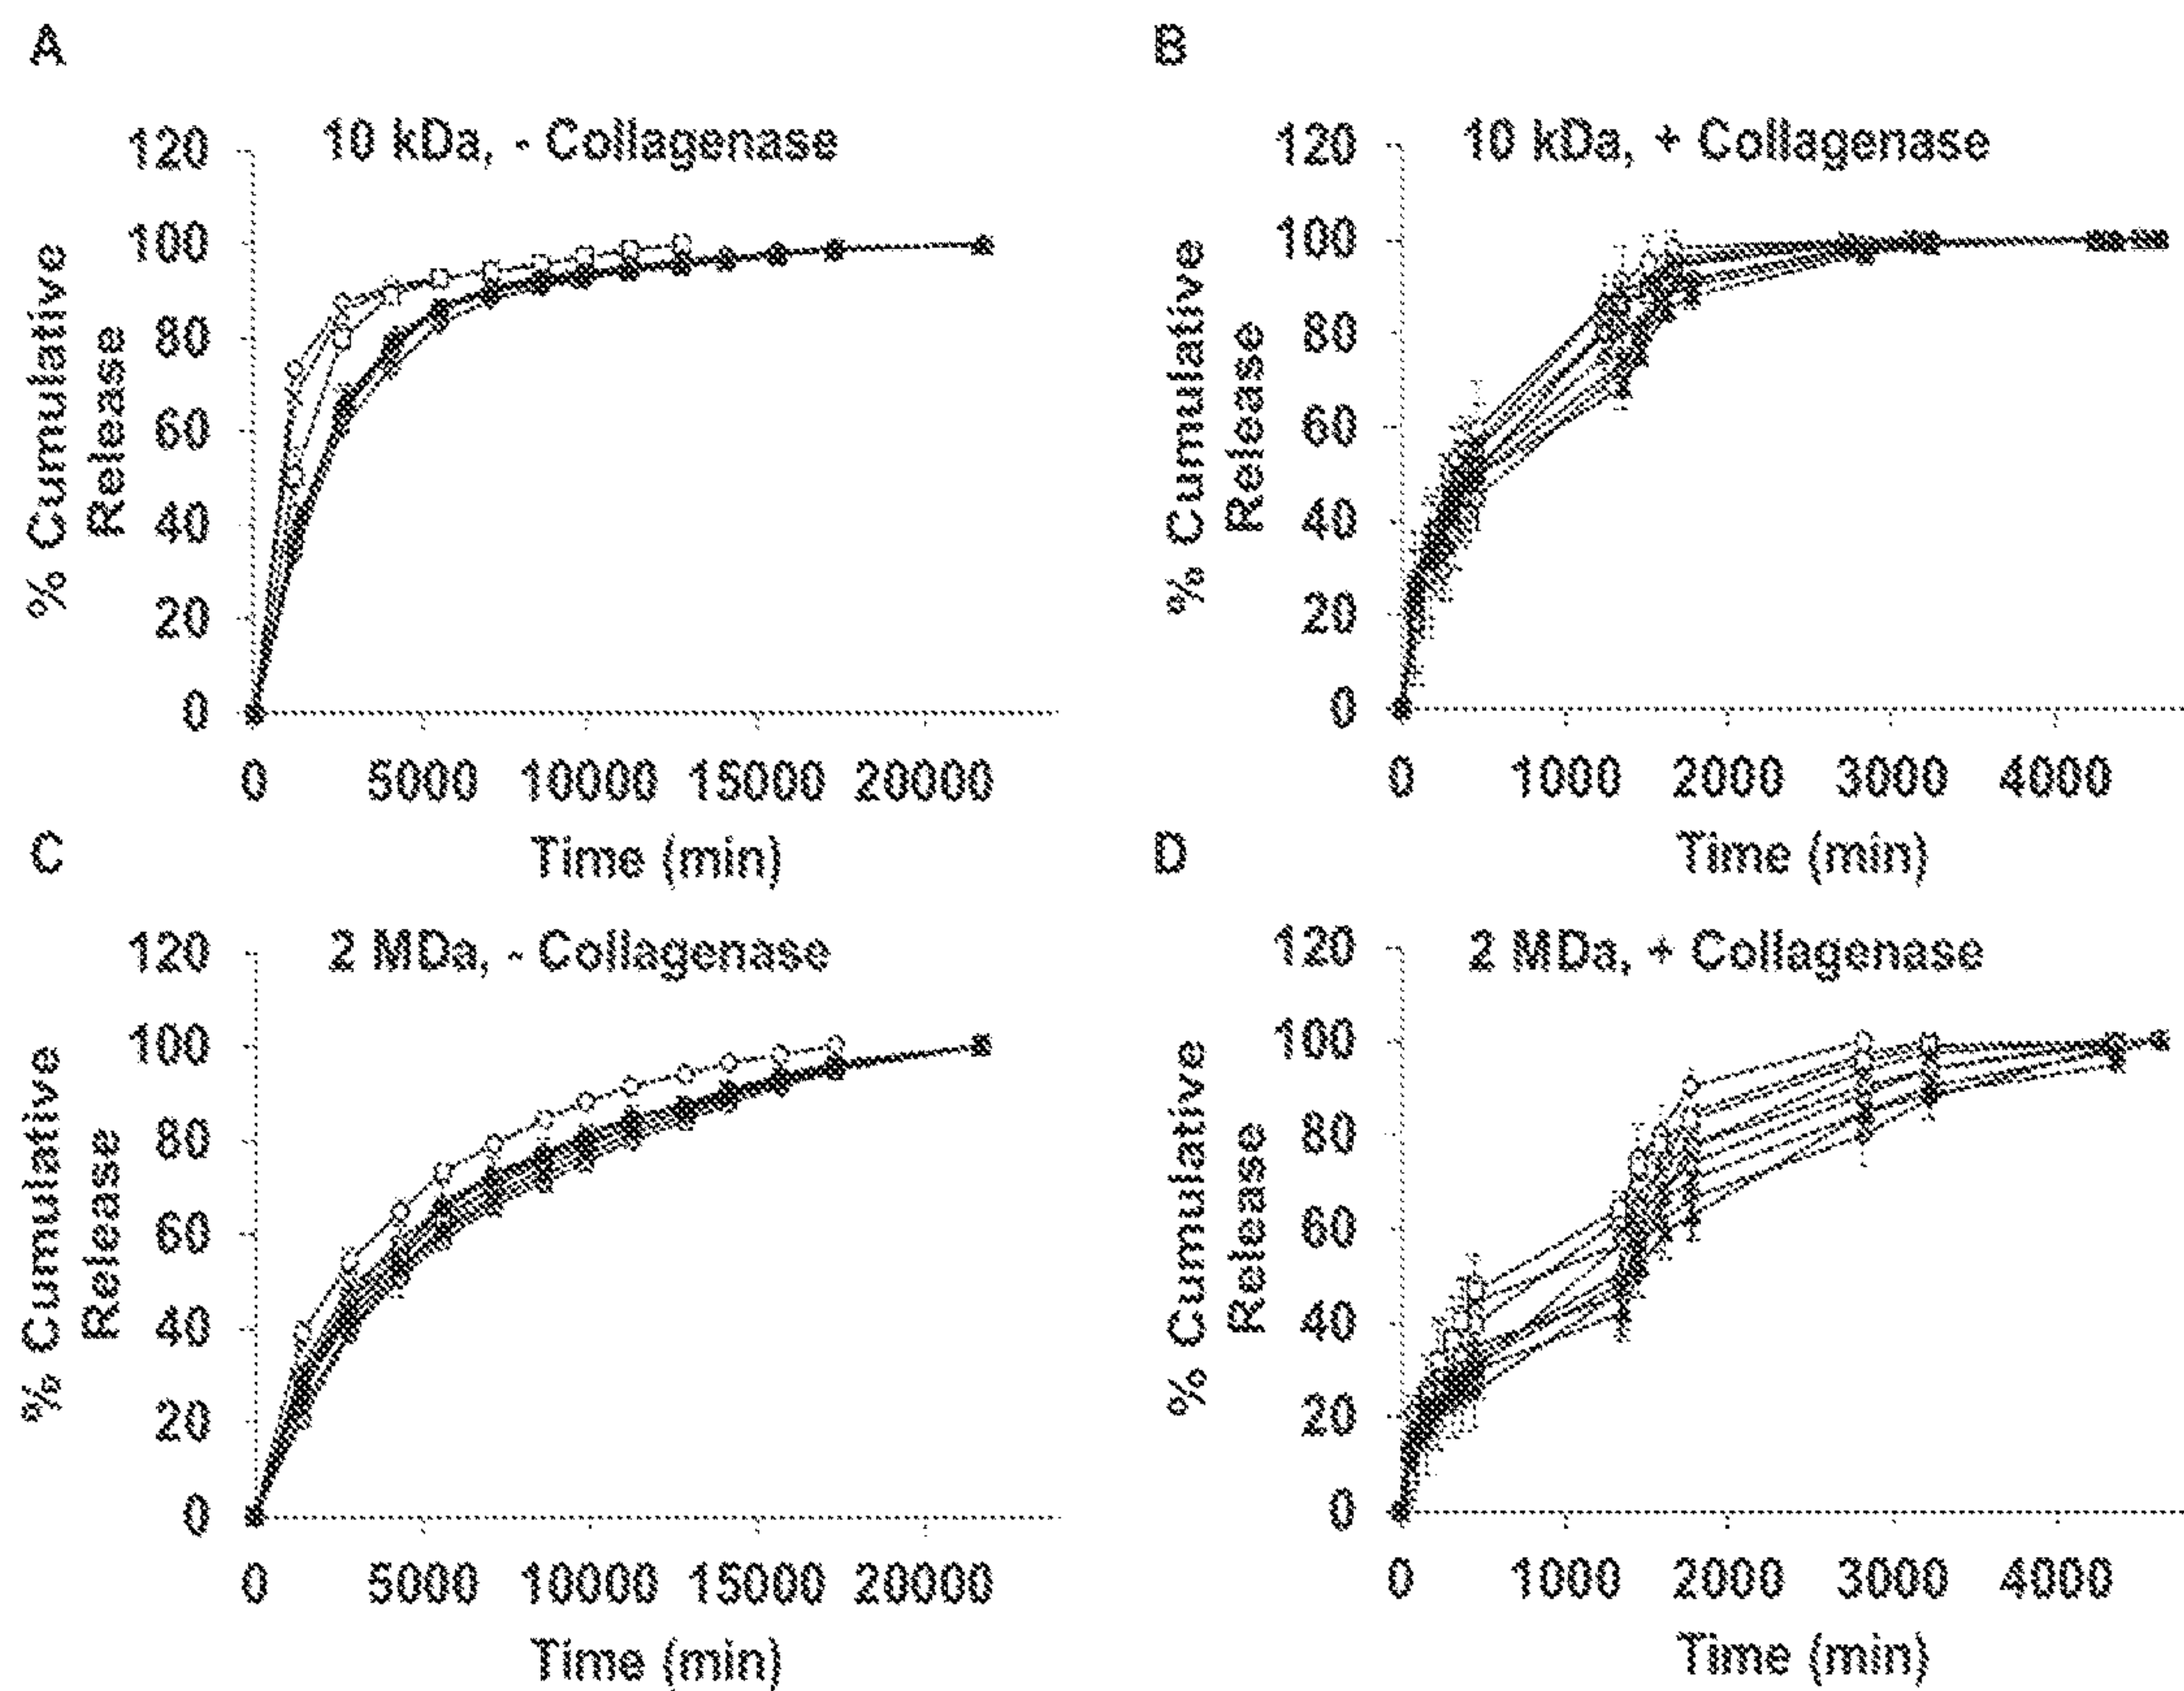 A
10 kDa, - Collagenase
120
100
80
60
40
20
0
% Cumulative
Release
0 5000 10000 15000 20000
Time (min)
B
10 kDa, + Collagenase
120
100
80
60
40
20
0
% Cumulative
Release
0 1000 2000 3000 4000
Time (min)
C
2 MDa, - Collagenase
120
100
80
60
40
20
0
% Cumulative
Release
0 5000 10000 15000 20000
Time (min)
D
2 MDa, + Collagenase
120
100
80
60
40
20
0
% Cumulative
Release
0 1000 2000 3000 4000
Time (min)